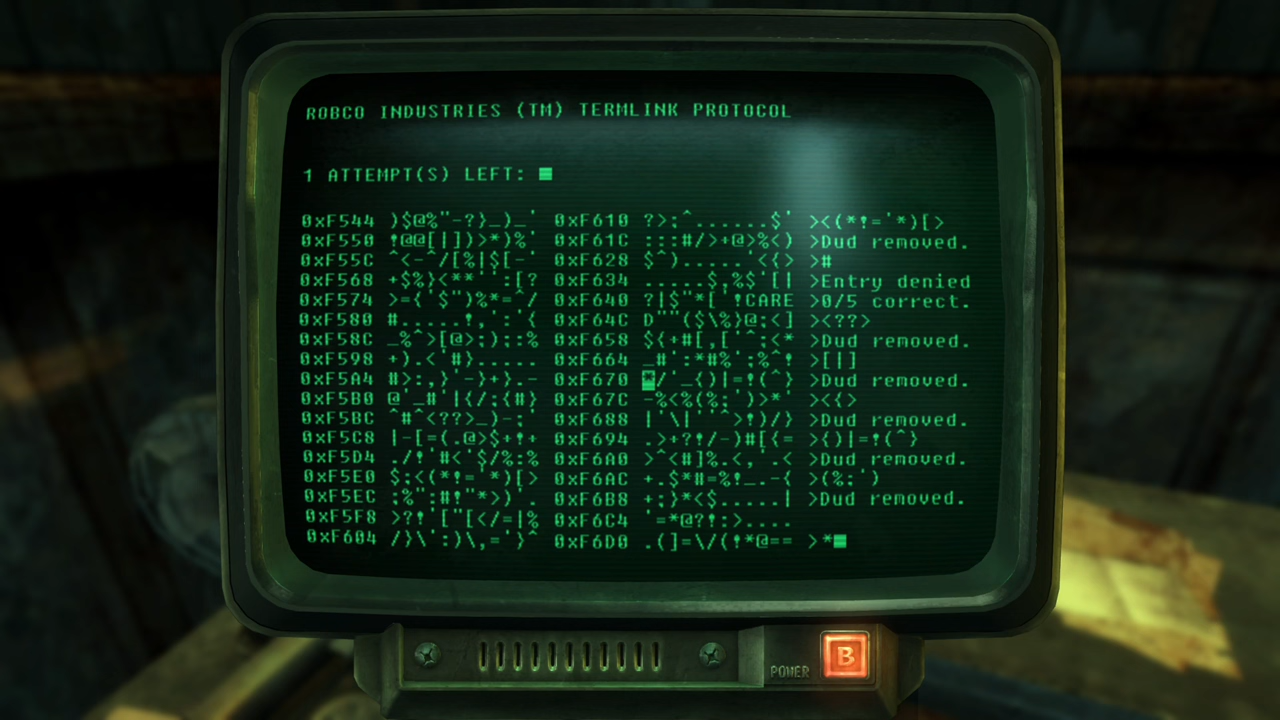 ROBCO INDUSTRIES (TM) TERMLINK PROTOCOL
1 ATTEMPT(S) LEFT:
0xF544 )$@%"-?}_)_' 0xF610 ?>;^......$' ><(*!='*)[>
0xF550 !@@[|])>*)%' 0xF61C :::#/>+@>%<) >Dud removed.
0xF55C ^<-^/[%|$[-' 0xF628 $^).....'<{> >#
0xF568 +$%}<**'':[? 0xF634 .....$,%$'[| >Entry denied
0xF574 >={'$")%*=^/ 0xF640 ?|$"*['!CARE >0/5 correct.
0xF580 #.....!,':'{ 0xF64C D""($\%}@;<] ><??>
0xF58C _%^>[@>:):;% 0xF658 ${+#[,['^;<* >Dud removed.
0xF598 +).<'#}..... 0xF664 _#':*#%';%^! >[|]
0xF5A4 #>:,}'-}+}.- 0xF670 */'_{)|=!(^} >Dud removed.
0xF5B0 @'_#'|{/;{#} 0xF67C -%<%(%;')>*' ><{>
0xF5BC ^#^<??>_)-;' 0xF688 |'\|''^>!)/} >Dud removed.
0xF5C8 |-[=(.@>$+!+ 0xF694 .>+?!/-)#[{= >{)|=!(^}
0xF5D4 ./!'#<'$/%:% 0xF6A0 >^<#]%.<,'.< >Dud removed.
0xF5E0 $;<(*!='*)[> 0xF6AC +.$*#=%!_.-{ >(%;')
0xF5EC ;%":#!"*>)'. 0xF6B8 +;}*<$.....| >Dud removed.
0xF5F8 >?!'["[</=|% 0xF6C4 '=*@?!:>....
0xF604 /}\':)\,='}^ 0xF6D0 .(]=\/(!*@== >*
POWER
B